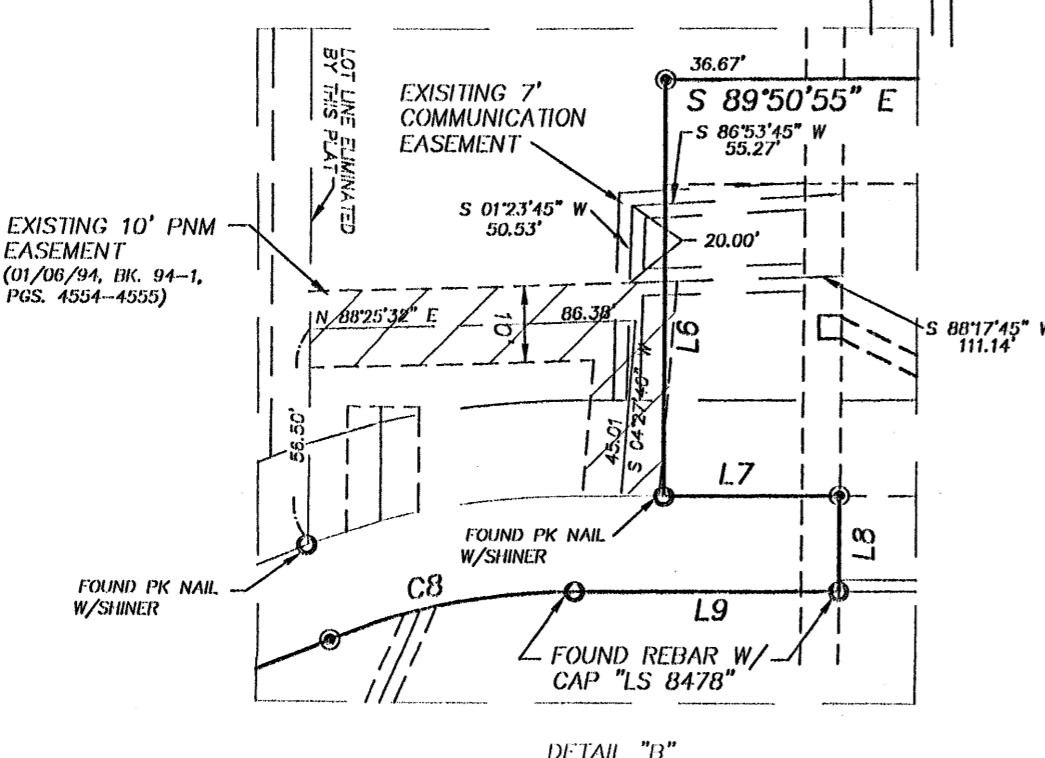 36.67'
S 89°50'55" E
LOT LINE ELIMINATED
BY THIS PLAT
EXISITING 7'
COMMUNICATION
EASEMENT
S 86°53'45" W
55.27'
S 01°23'45" W
50.53'
20.00'
EXISTING 10' PNM
EASEMENT
(01/06/94, BK. 94-1,
PGS. 4554-4555)
N 88°25'32" E
86.38'
10'
L6
S 88°17'45" W
111.14'
56.50'
45.01
S 04°27'40" W
L7
FOUND PK NAIL
W/SHINER
L8
FOUND PK NAIL
W/SHINER
C8
L9
FOUND REBAR W/
CAP "LS 8478"
DETAIL "B"